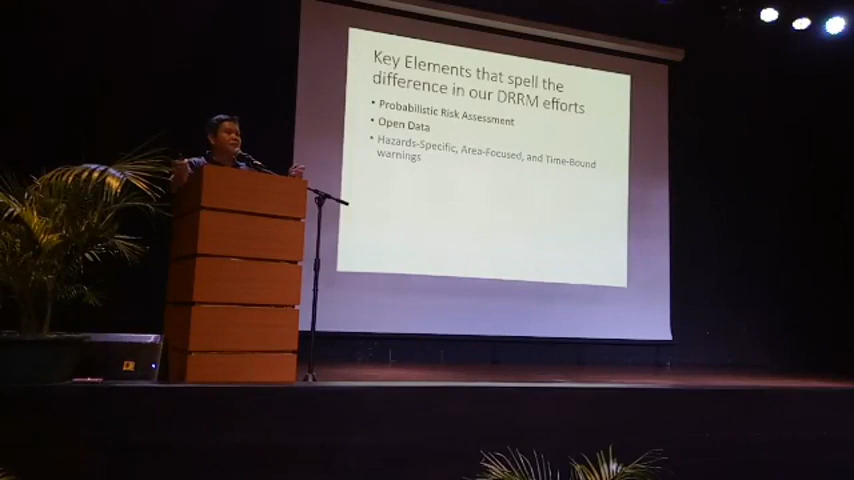 Key Elements that spell the
difference in our DRRM efforts
• Probabilistic Risk Assessment
• Open Data
• Hazards-Specific, Area-Focused, and Time-Bound
warnings